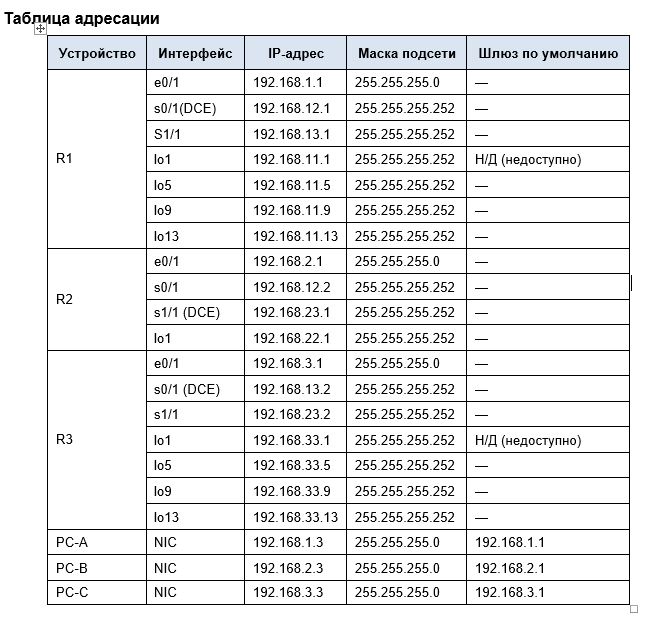 Таблица адресации
Устройство Интерфейс IP-адрес Маска подсети Шлюз по умолчанию
R1 e0/1 192.168.1.1 255.255.255.0 —
s0/1(DCE) 192.168.12.1 255.255.255.252 —
S1/1 192.168.13.1 255.255.255.252 —
lo1 192.168.11.1 255.255.255.252 Н/Д (недоступно)
lo5 192.168.11.5 255.255.255.252 —
lo9 192.168.11.9 255.255.255.252 —
lo13 192.168.11.13 255.255.255.252 —
R2 e0/1 192.168.2.1 255.255.255.0 —
s0/1 192.168.12.2 255.255.255.252 —
s1/1 (DCE) 192.168.23.1 255.255.255.252 —
lo1 192.168.22.1 255.255.255.252 —
R3 e0/1 192.168.3.1 255.255.255.0 —
s0/1 (DCE) 192.168.13.2 255.255.255.252 —
s1/1 192.168.23.2 255.255.255.252 —
lo1 192.168.33.1 255.255.255.252 Н/Д (недоступно)
lo5 192.168.33.5 255.255.255.252 —
lo9 192.168.33.9 255.255.255.252 —
lo13 192.168.33.13 255.255.255.252 —
PC-A NIC 192.168.1.3 255.255.255.0 192.168.1.1
PC-B NIC 192.168.2.3 255.255.255.0 192.168.2.1
PC-C NIC 192.168.3.3 255.255.255.0 192.168.3.1